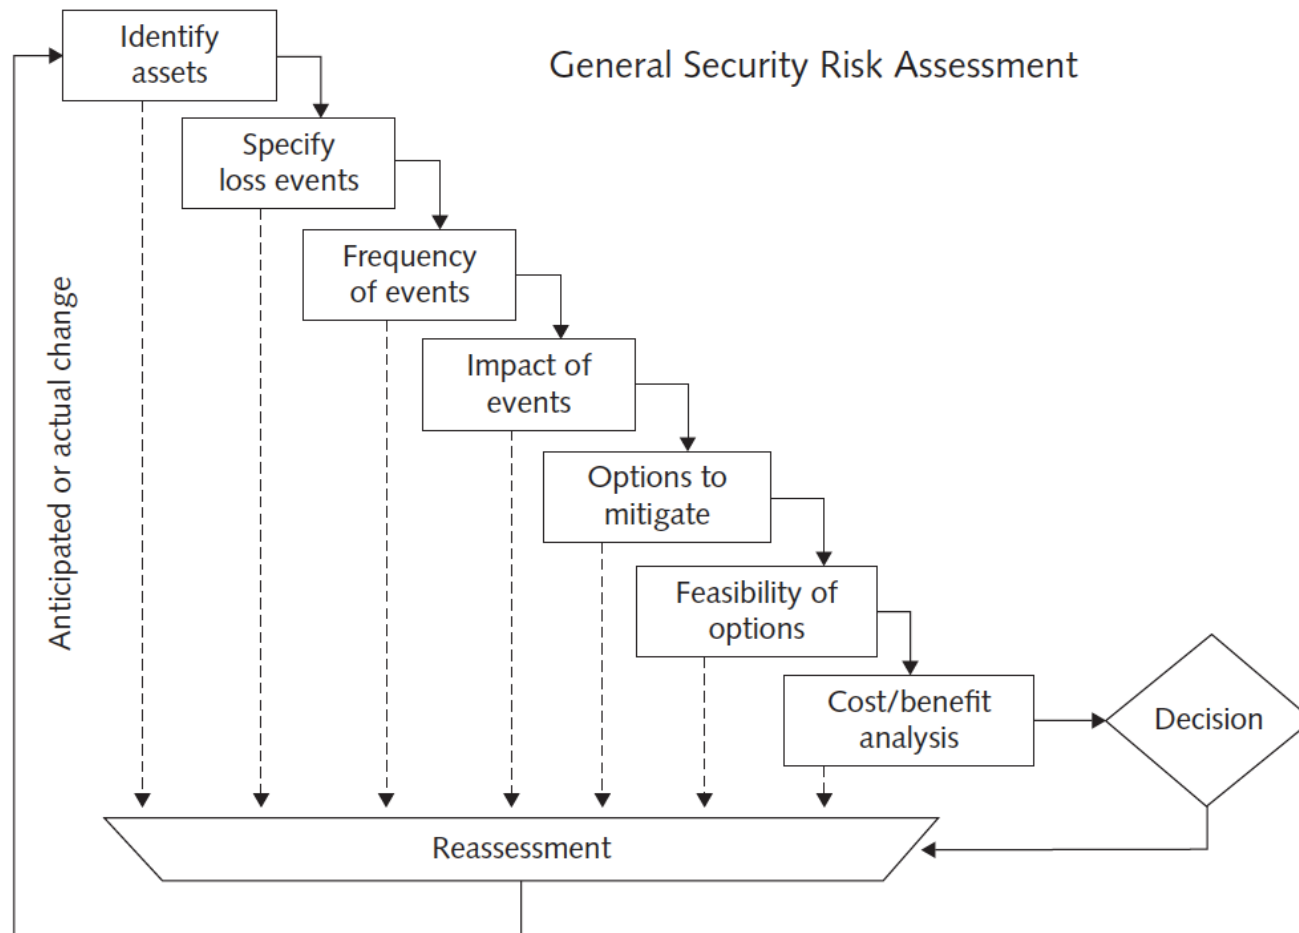 Identify
assets
General Security Risk Assessment
Specify
loss events
Frequency
of events
Anticipated or actual change
Impact of
events
Options to
mitigate
Feasibility of
options
Cost/benefit
analysis
Decision
Reassessment